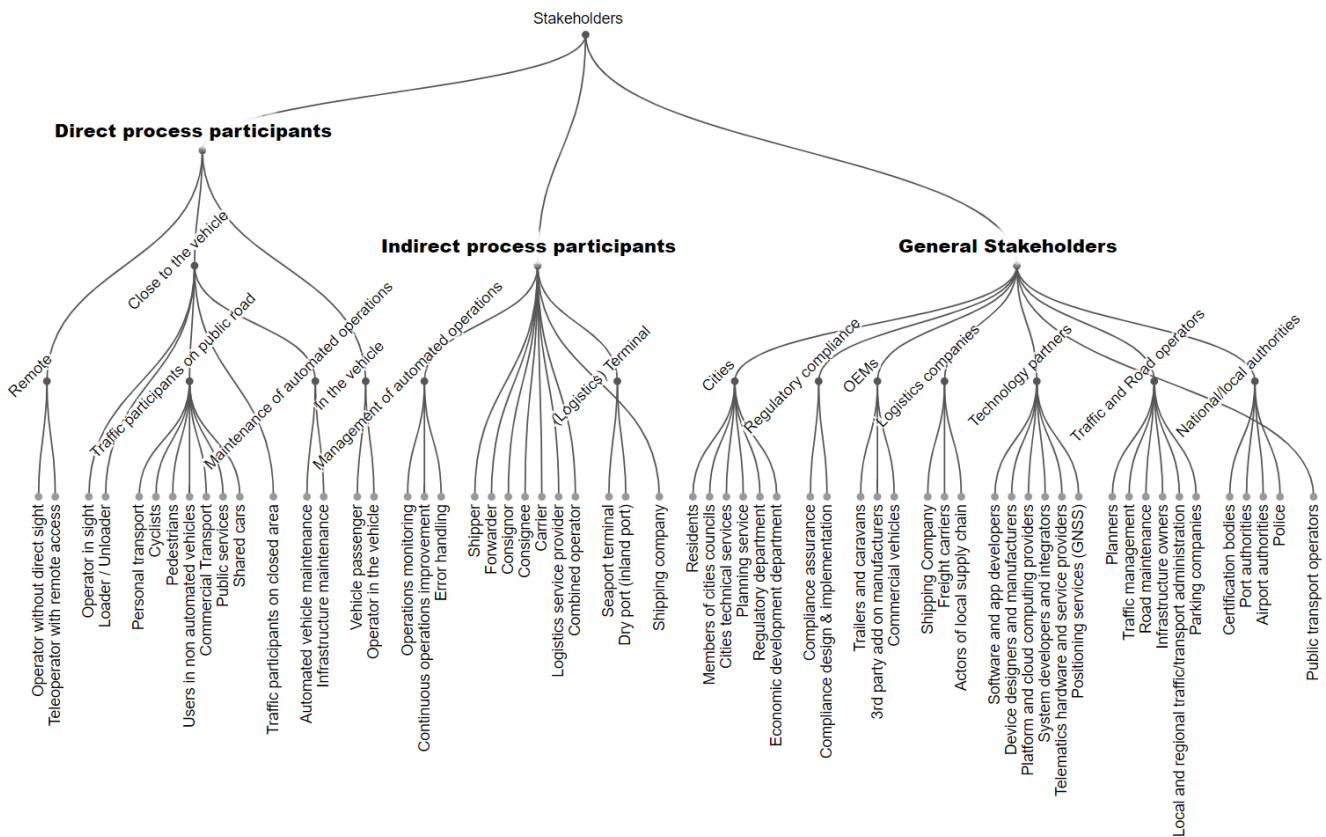 Stakeholders
Direct process participants
Indirect process participants
General Stakeholders
Remote
Close to the vehicle
Traffic participants on public road
Maintenance of automated operations
In the vehicle
Management of automated operations
(Logistics) Terminal
Cities
Regulatory compliance
OEMs
Logistics companies
Technology partners
Traffic and Road operators
National/local authorities
Operator without direct sight
Teleoperator with remote access
Operator in sight
Loader / Unloader
Personal transport
Cyclists
Pedestrians
Users in non automated vehicles
Commercial Transport
Public services
Shared cars
Traffic participants on closed area
Automated vehicle maintenance
Infrastructure maintenance
Vehicle passenger
Operator in the vehicle
Operations monitoring
Continuous operations improvement
Error handling
Shipper
Forwarder
Consignor
Consignee
Carrier
Logistics service provider
Combined operator
Seaport terminal
Dry port (inland port)
Shipping company
Residents
Members of cities councils
Cities technical services
Planning service
Regulatory department
Economic development department
Compliance assurance
Compliance design & implementation
Trailers and caravans
3rd party add on manufacturers
Commercial vehicles
Shipping Company
Freight carriers
Actors of local supply chain
Software and app developers
Device designers and manufacturers
Platform and cloud computing providers
System developers and integrators
Telematics hardware and service providers
Positioning services (GNSS)
Planners
Traffic management
Road maintenance
Infrastructure owners
Local and regional traffic/transport administration
Parking companies
Certification bodies
Port authorities
Airport authorities
Police
Public transport operators